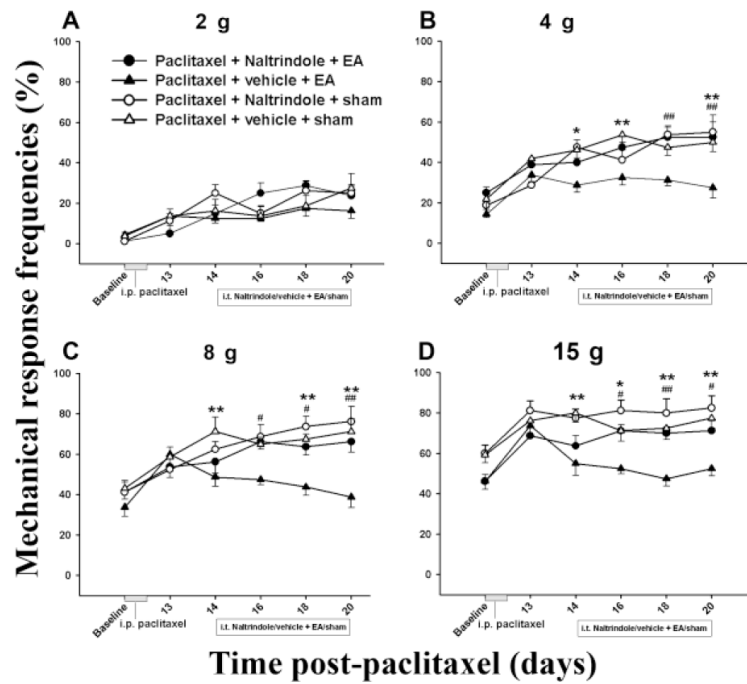 A 2 g
100
80
60
40
20
0
Paclitaxel + Naltrindole + EA
Paclitaxel + vehicle + EA
Paclitaxel + Naltrindole + sham
Paclitaxel + vehicle + sham
Baseline 13 14 16 18 20
i.p. paclitaxel
i.t. Naltrindole/vehicle + EA/sham
B 4 g
100
80
60
40
20
0
* ** ## **
##
Baseline 13 14 16 18 20
i.p. paclitaxel
i.t. Naltrindole/vehicle + EA/sham
C 8 g
100
80
60
40
20
0
** # ** **
# ##
Baseline 13 14 16 18 20
i.p. paclitaxel
i.t. Naltrindole/vehicle + EA/sham
D 15 g
100
80
60
40
20
0
** * ** **
# ## #
Baseline 13 14 16 18 20
i.p. paclitaxel
i.t. Naltrindole/vehicle + EA/sham
Mechanical response frequencies (%)
Time post-paclitaxel (days)